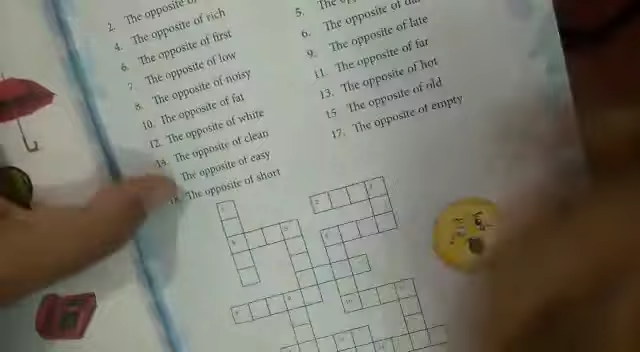 2. The opposite of
4. The opposite of rich
6. The opposite of first
7. The opposite of low
8. The opposite of noisy
10. The opposite of fat
12. The opposite of white
14. The opposite of clean
The opposite of easy
The opposite of short
5. The
6. The opposite of
9. The opposite of late
11. The opposite of far
13. The opposite of hot
15 The opposite of old
17. The opposite of empty